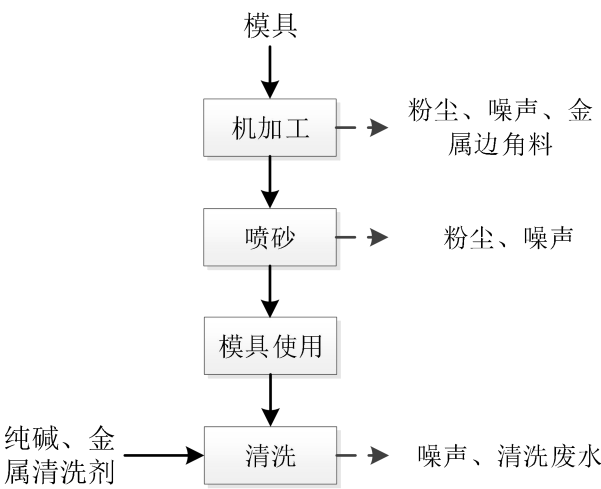 模具
机加工
粉尘、噪声、金
属边角料
喷砂
粉尘、噪声
模具使用
纯碱、金
属清洗剂
清洗
噪声、清洗废水